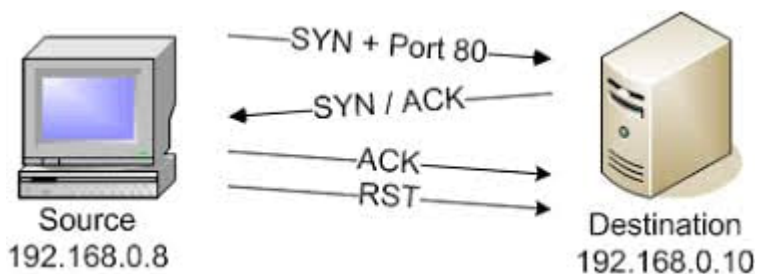 SYN + Port 80
SYN / ACK
ACK
RST
Source
192.168.0.8
Destination
192.168.0.10